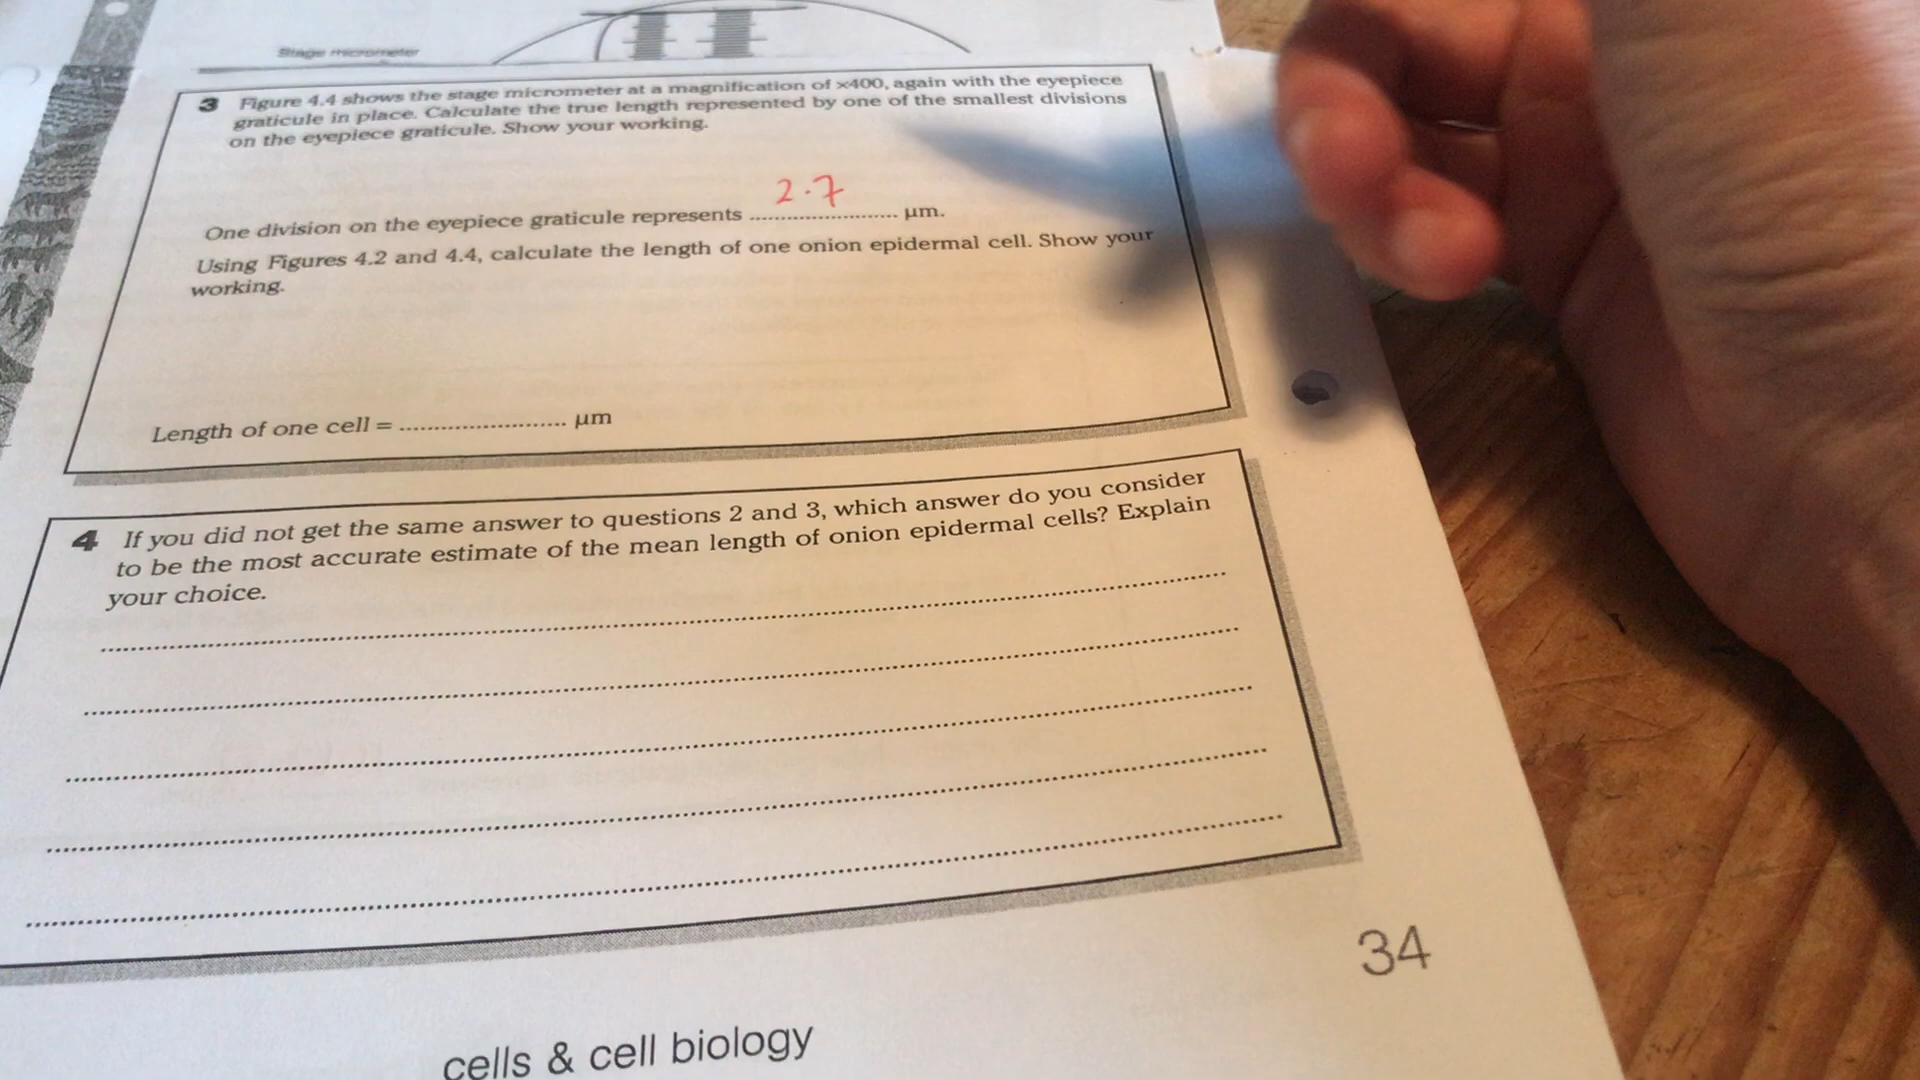 Stage micrometer
3 Figure 4.4 shows the stage micrometer at a magnification of ×400, again with the eyepiece
graticule in place. Calculate the true length represented by one of the smallest divisions
on the eyepiece graticule. Show your working.
2.7
One division on the eyepiece graticule represents ........................ µm.
Using Figures 4.2 and 4.4, calculate the length of one onion epidermal cell. Show your
working.
Length of one cell = ........................ µm
4 If you did not get the same answer to questions 2 and 3, which answer do you consider
to be the most accurate estimate of the mean length of onion epidermal cells? Explain
your choice.
34
cells & cell biology